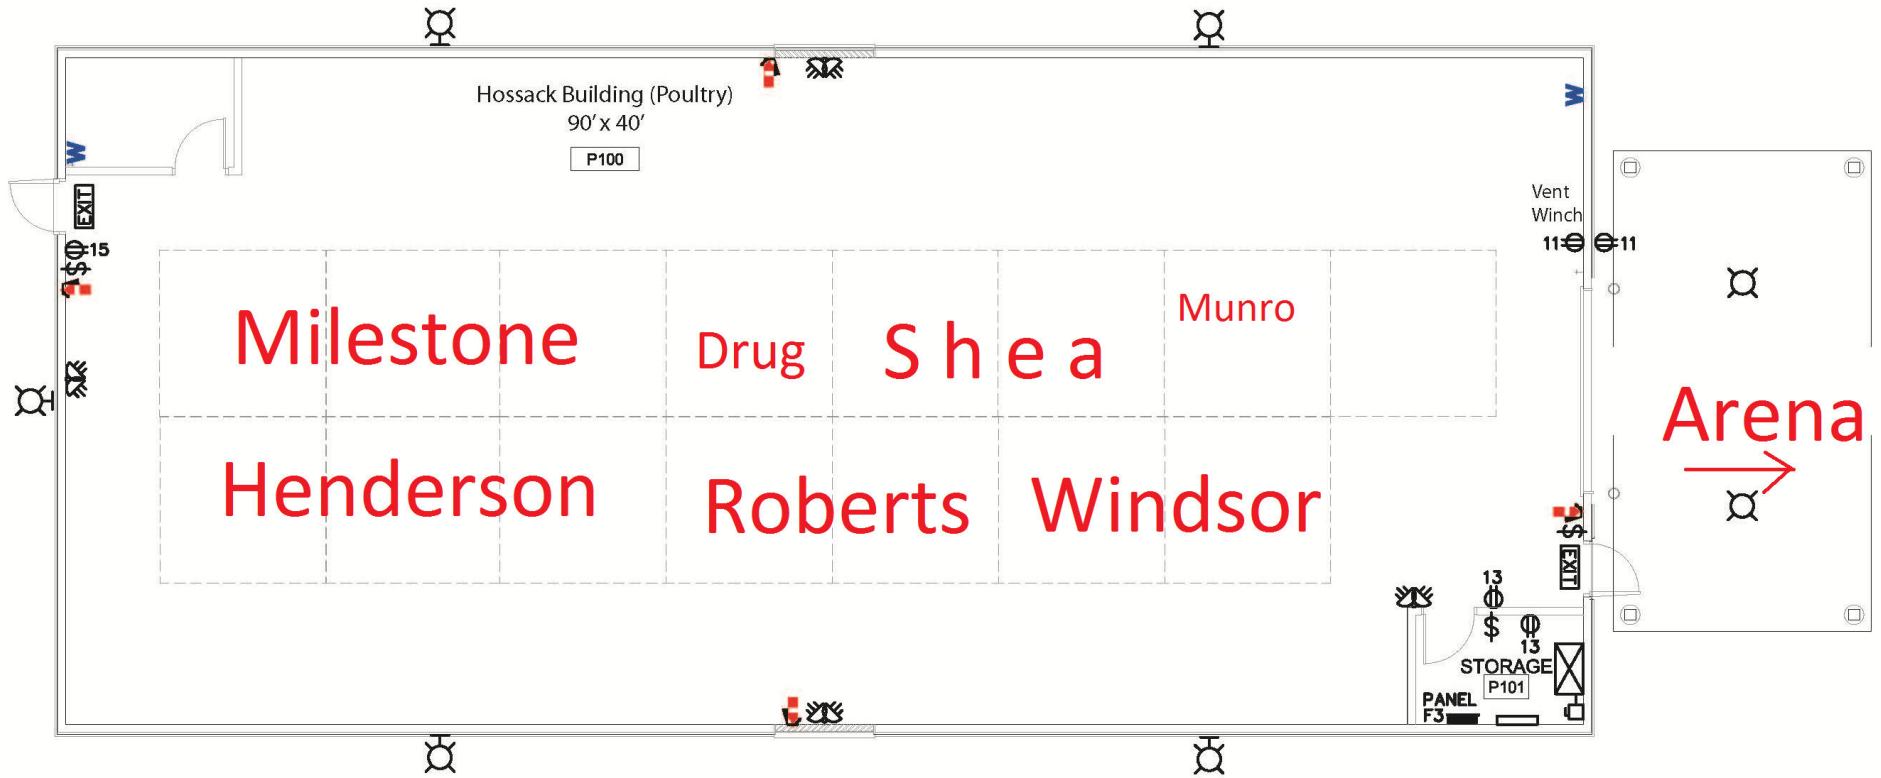 Hossack Building (Poultry)
90' x 40'
P100
W
W
EXIT
15
$
Vent
Winch
11
11
Milestone
Drug
Shea
Munro
Arena
Henderson
Roberts
Windsor
$
EXIT
13
$
13
STORAGE
P101
PANEL
F3